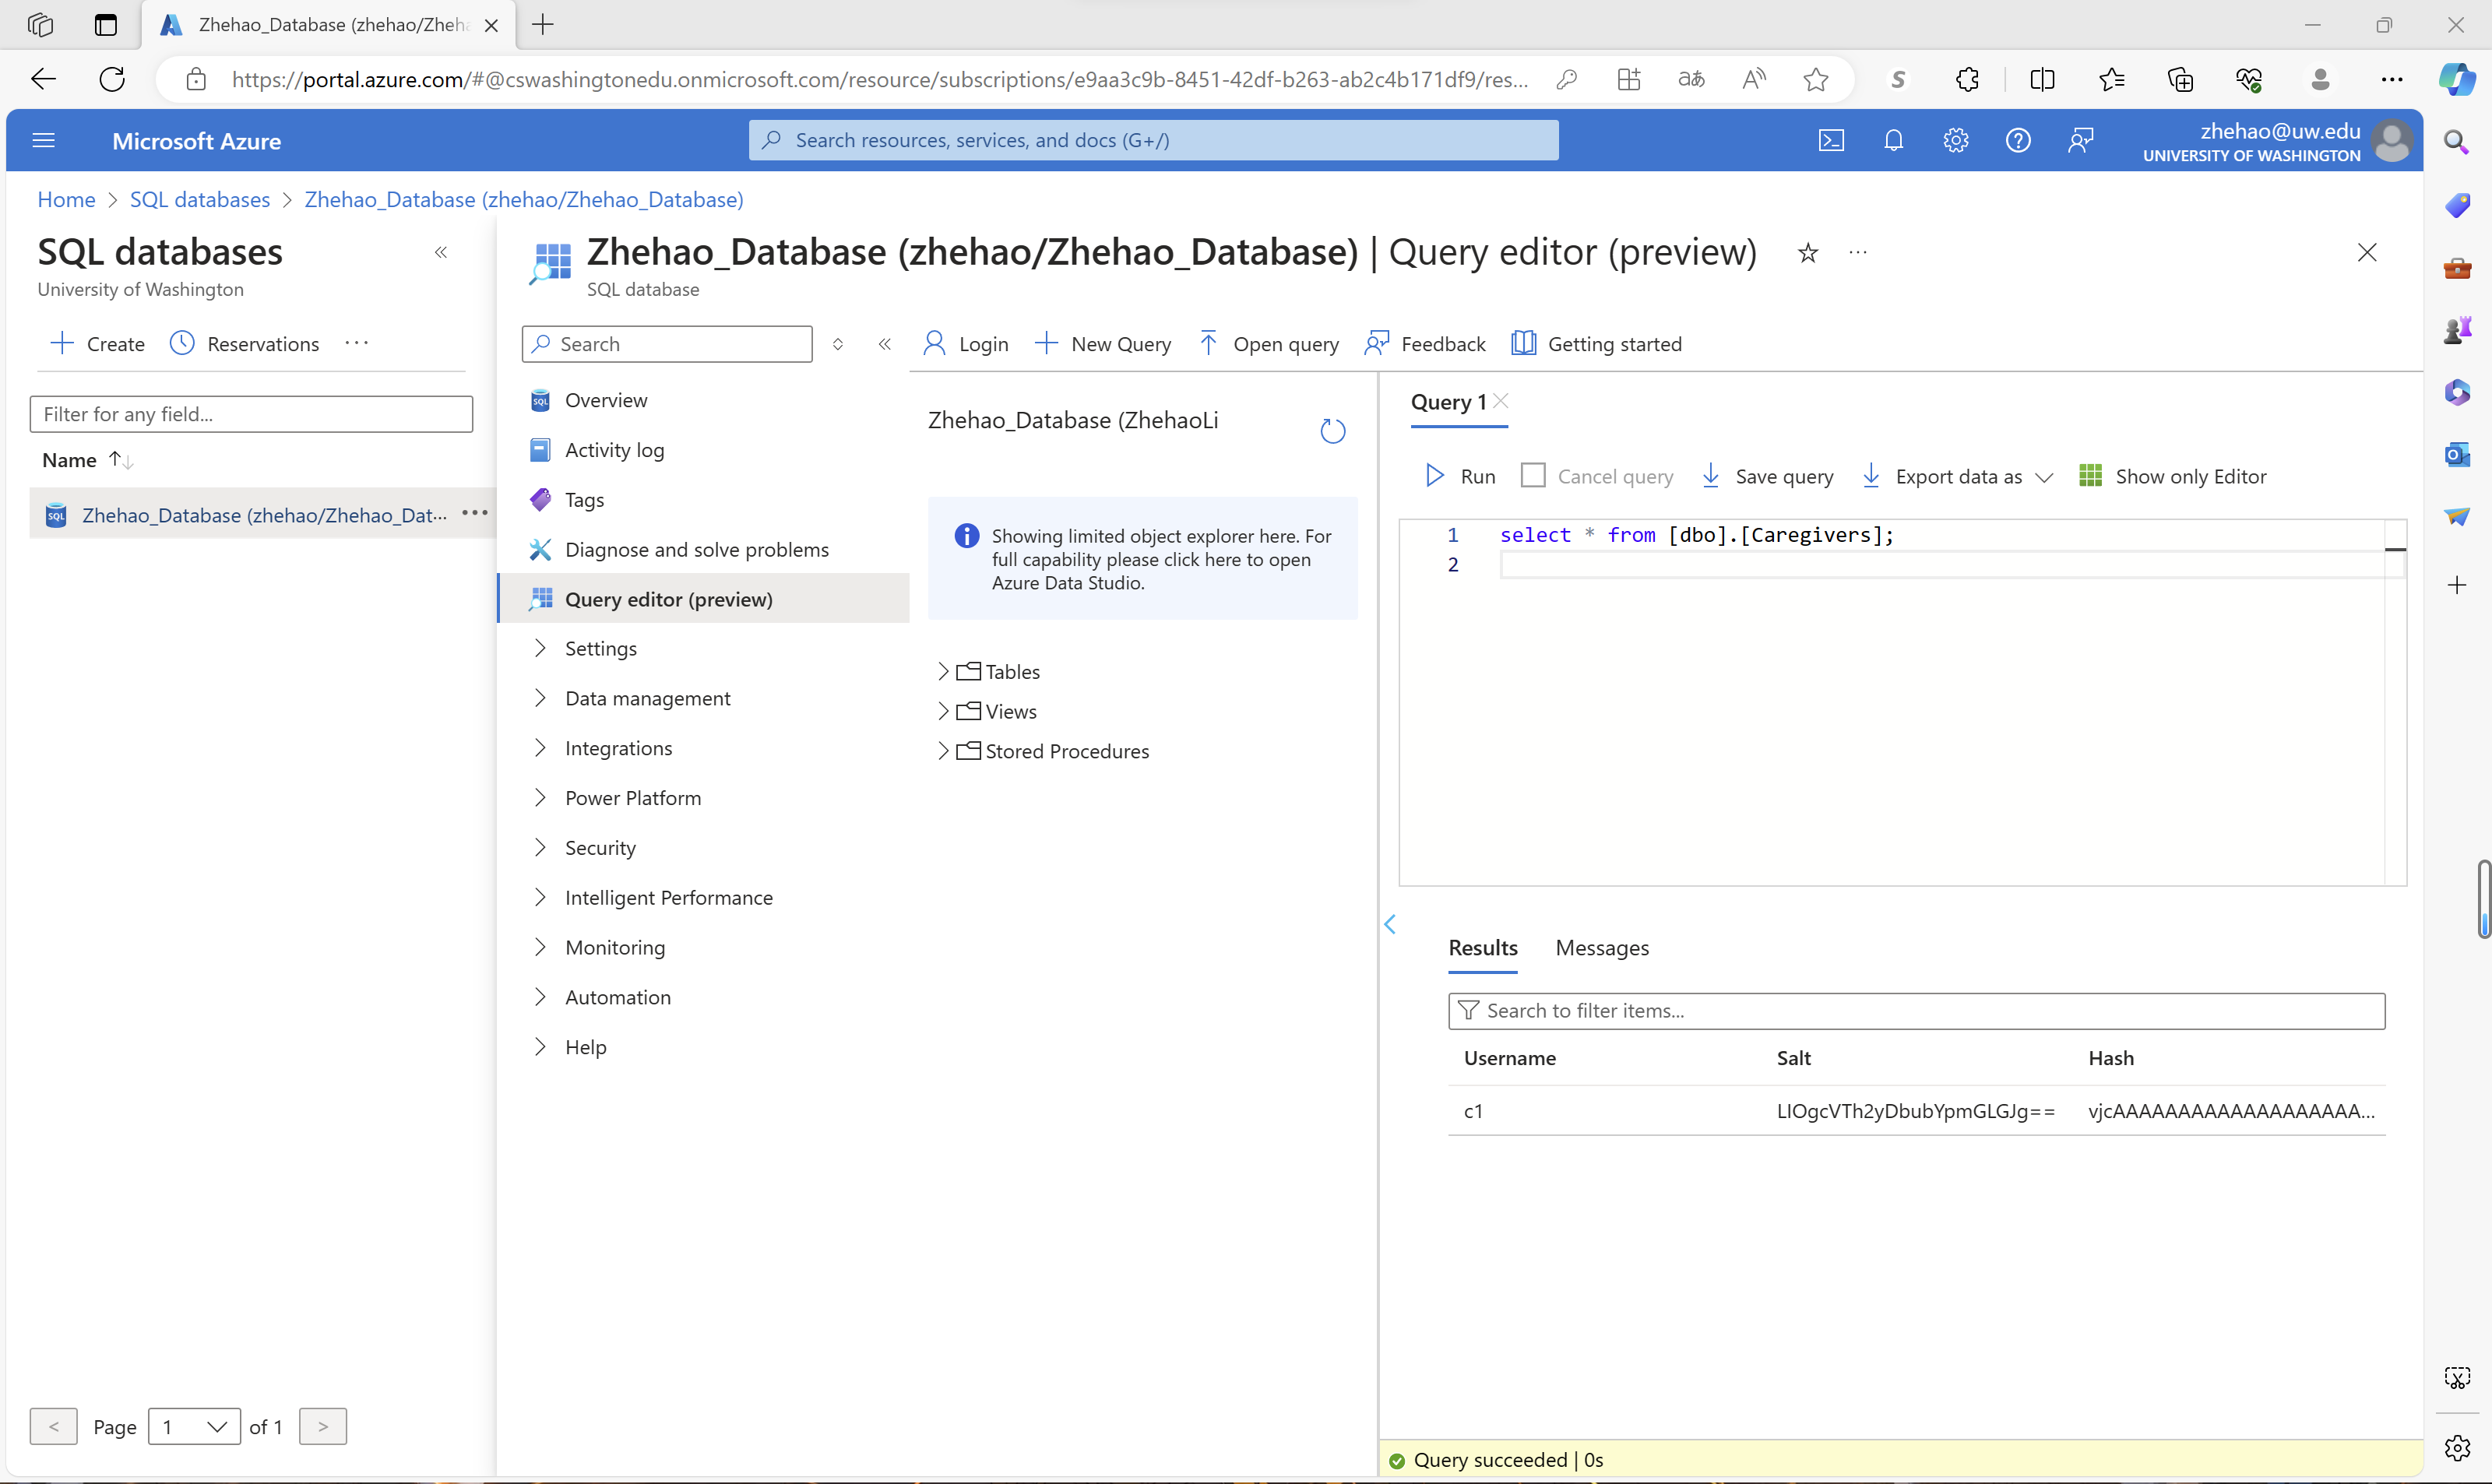 Zhehao_Database (zhehao/Zheha
https://portal.azure.com/#@cswashingtonedu.onmicrosoft.com/resource/subscriptions/e9aa3c9b-8451-42df-b263-ab2c4b171df9/res...
Microsoft Azure
Search resources, services, and docs (G+/)
zhehao@uw.edu
UNIVERSITY OF WASHINGTON
Home > SQL databases > Zhehao_Database (zhehao/Zhehao_Database)
SQL databases
University of Washington
Create
Reservations
Filter for any field...
Name
SQL
Zhehao_Database (zhehao/Zhehao_Dat...
Page
1
of 1
Zhehao_Database (zhehao/Zhehao_Database) | Query editor (preview)
SQL database
Search
Overview
Activity log
Tags
Diagnose and solve problems
Query editor (preview)
Settings
Data management
Integrations
Power Platform
Security
Intelligent Performance
Monitoring
Automation
Help
Login
New Query
Open query
Feedback
Getting started
Zhehao_Database (ZhehaoLi
Showing limited object explorer here. For
full capability please click here to open
Azure Data Studio.
Tables
Views
Stored Procedures
Query 1
Run
Cancel query
Save query
Export data as
Show only Editor
1 select * from [dbo].[Caregivers];
2
Results
Messages
Search to filter items...
Username Salt Hash
c1 LIOgcVTh2yDbubYpmGLGJg== vjcAAAAAAAAAAAAAAAAAAA...
Query succeeded | 0s